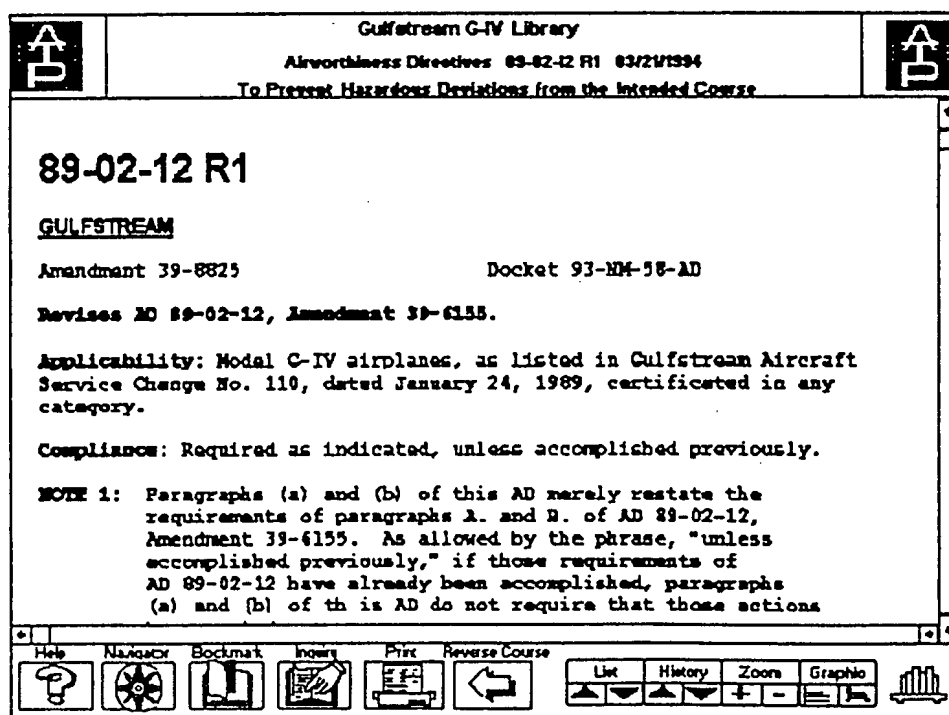 ATP
Gulfstream G-IV Library
ATP
Airworthiness Directives 89-02-12 R1 03/21/1994
To Prevent Hazardous Deviations from the Intended Course
89-02-12 R1
GULFSTREAM
Amendment 39-8825 Docket 93-NM-58-AD
Revises AD 89-02-12, Amendment 39-6155.
Applicability: Model G-IV airplanes, as listed in Gulfstream Aircraft
Service Change No. 110, dated January 24, 1989, certificated in any
category.
Compliance: Required as indicated, unless accomplished previously.
NOTE 1: Paragraphs (a) and (b) of this AD merely restate the
requirements of paragraphs A. and B. of AD 89-02-12,
Amendment 39-6155. As allowed by the phrase, "unless
accomplished previously," if those requirements of
AD 89-02-12 have already been accomplished, paragraphs
(a) and (b) of th is AD do not require that those actions
Help Navigator Bookmark Inquiry Print Reverse Course
List History Zoom Graphic